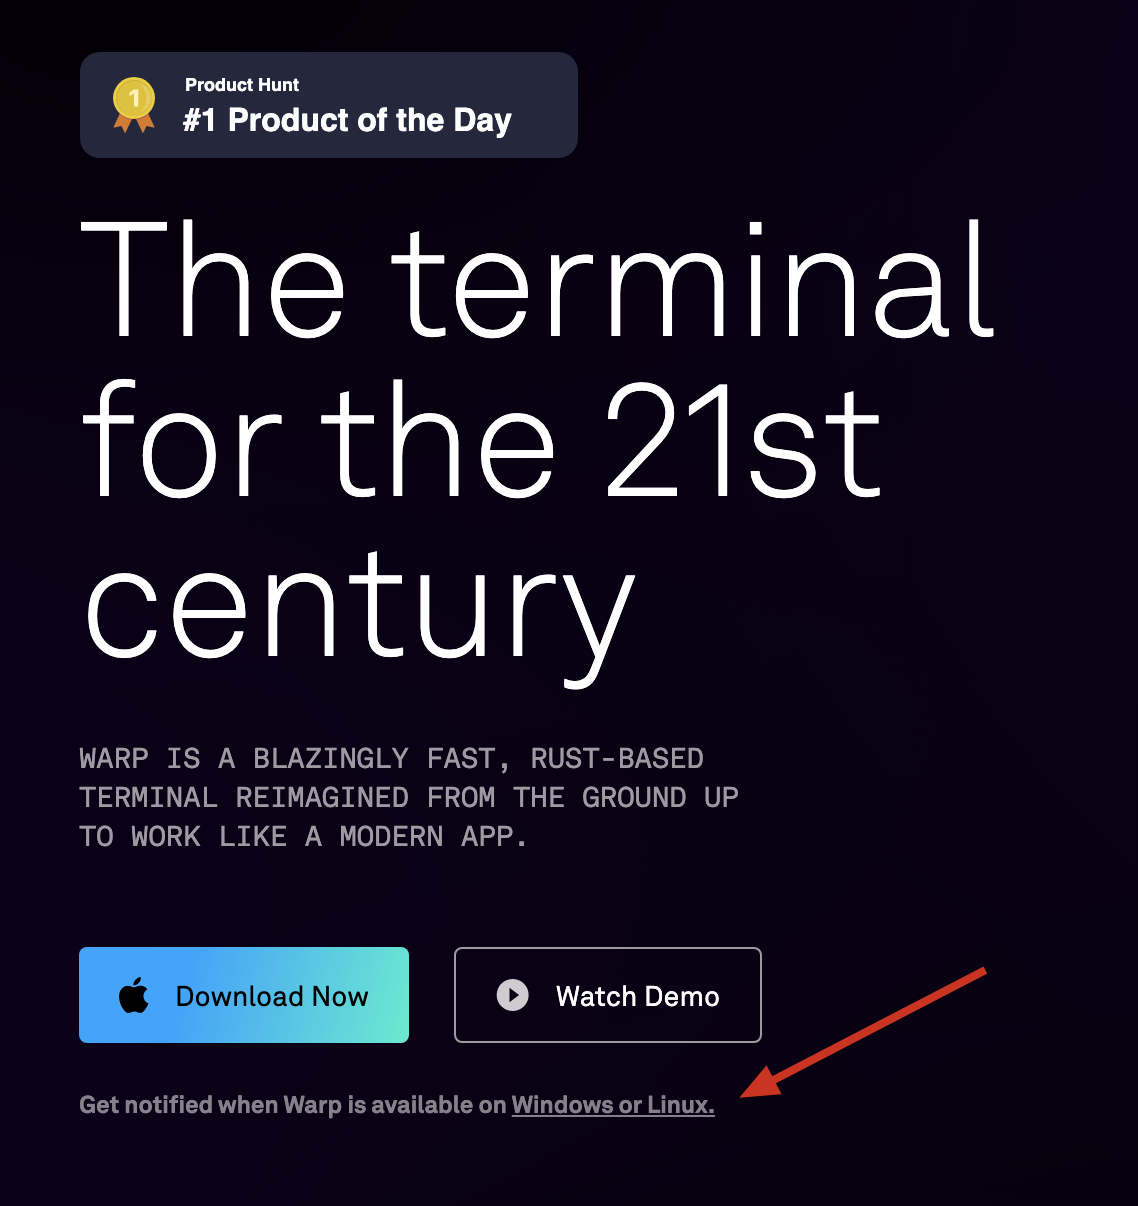 1
Product Hunt
#1 Product of the Day
The terminal
for the 21st
century
WARP IS A BLAZINGLY FAST, RUST-BASED
TERMINAL REIMAGINED FROM THE GROUND UP
TO WORK LIKE A MODERN APP.
Download Now
Watch Demo
Get notified when Warp is available on Windows or Linux.